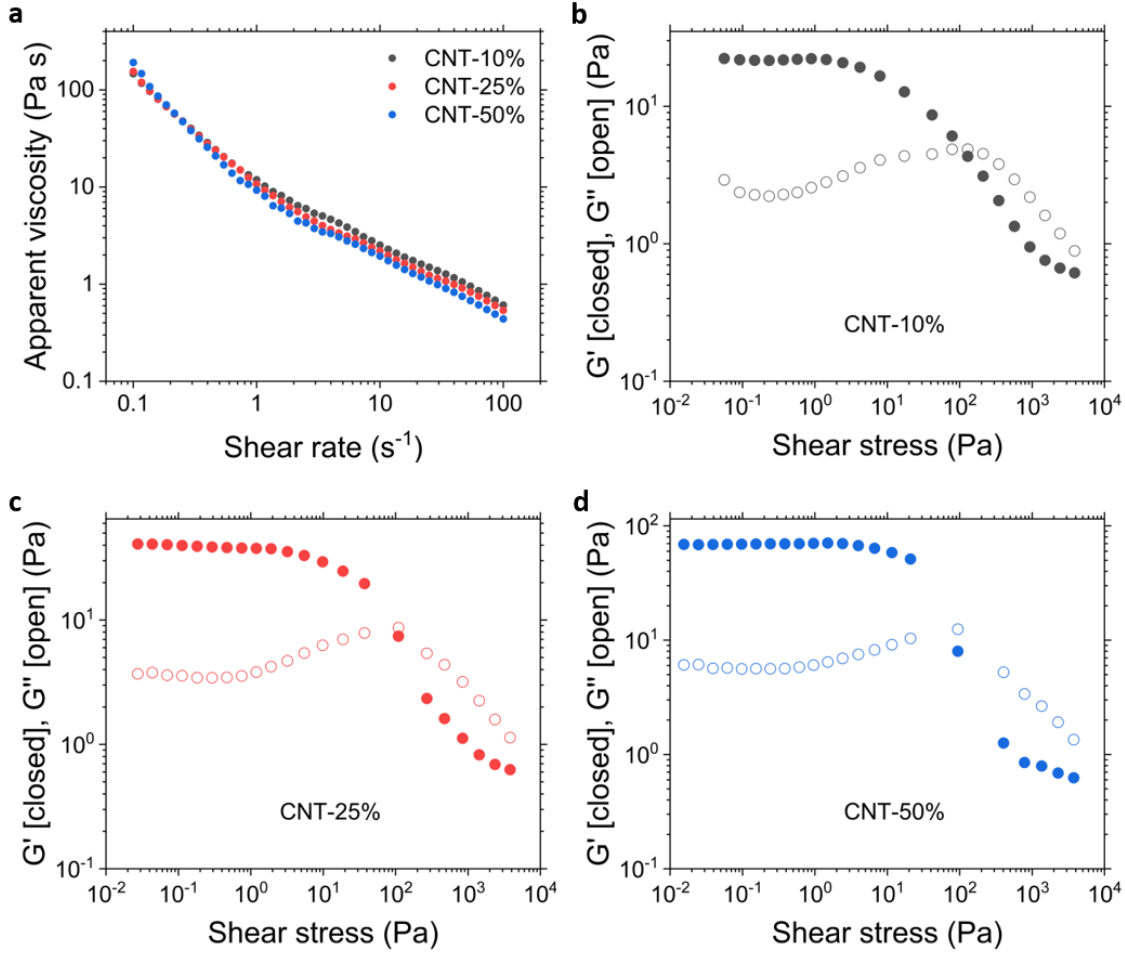 a
Apparent viscosity (Pa s)
100
10
1
0.1
CNT-10%
CNT-25%
CNT-50%
0.1 1 10 100
Shear rate (s⁻¹)
b
G' [closed], G" [open] (Pa)
10¹
10⁰
10⁻¹
CNT-10%
10⁻² 10⁻¹ 10⁰ 10¹ 10² 10³ 10⁴
Shear stress (Pa)
c
G' [closed], G" [open] (Pa)
10¹
10⁰
10⁻¹
CNT-25%
10⁻² 10⁻¹ 10⁰ 10¹ 10² 10³ 10⁴
Shear stress (Pa)
d
G' [closed], G" [open] (Pa)
10²
10¹
10⁰
10⁻¹
CNT-50%
10⁻² 10⁻¹ 10⁰ 10¹ 10² 10³ 10⁴
Shear stress (Pa)